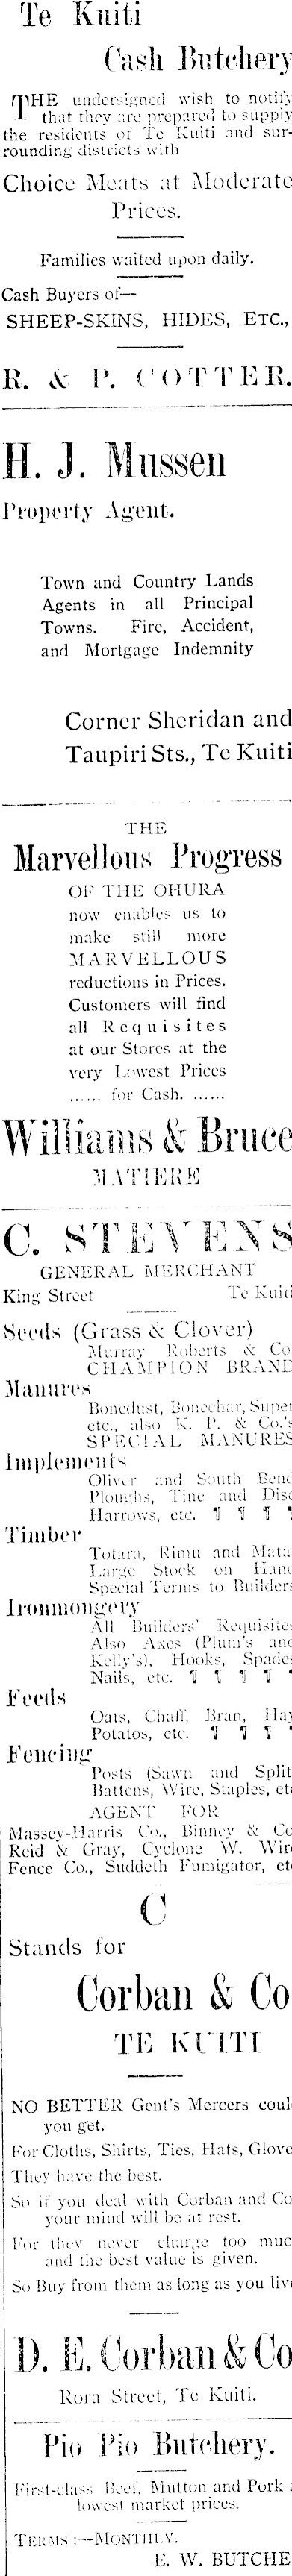 Te Kuiti
Cash Butchery
THE undersigned wish to notify
that they are prepared to supply
the residents of Te Kuiti and sur-
rounding districts with
Choice Meats at Moderate
Prices.
Families waited upon daily.
Cash Buyers of—
SHEEP-SKINS, HIDES, ETC.,
R. & P. COTTER.
H. J. Mussen
Property Agent.
Town and Country Lands
Agents in all Principal
Towns. Fire, Accident,
and Mortgage Indemnity
Corner Sheridan and
Taupiri Sts., Te Kuiti
THE
Marvellous Progress
OF THE OHURA
now enables us to
make still more
MARVELLOUS
reductions in Prices.
Customers will find
all Requisites
at our Stores at the
very Lowest Prices
...... for Cash. ......
Williams & Bruce
MATIERE
C. STEVENS
GENERAL MERCHANT
King Street Te Kuiti
Seeds (Grass & Clover)
Murray Roberts & Co
CHAMPION BRAND
Manures
Bonedust, Bonechar, Super
etc., also K. P. & Co.'s
SPECIAL MANURES
Implements
Oliver and South Bend
Ploughs, Tine and Disc
Harrows, etc. ¶ ¶ ¶ ¶
Timber
Totara, Rimu and Matai
Large Stock on Hand
Special Terms to Builders
Ironmongery
All Builders' Requisites
Also Axes (Plum's and
Kelly's), Hooks, Spades
Nails, etc. ¶ ¶ ¶ ¶ ¶
Feeds
Oats, Chaff, Bran, Hay
Potatos, etc. ¶ ¶ ¶ ¶
Fencing
Posts (Sawn and Split
Battens, Wire, Staples, etc
AGENT FOR
Massey-Harris Co., Binney & Co
Reid & Gray, Cyclone W. Wire
Fence Co., Suddeth Fumigator, etc
C
Stands for
Corban & Co
TE KUITI
NO BETTER Gent's Mercers coul
you get.
For Cloths, Shirts, Ties, Hats, Glove
They have the best.
So if you deal with Corban and Co
your mind will be at rest.
For they never charge too muc
and the best value is given.
So Buy from them as long as you live
D. E. Corban & Co
Rora Street, Te Kuiti.
Pio Pio Butchery.
First-class Beef, Mutton and Pork a
lowest market prices.
TERMS:—MONTHLY.
E. W. BUTCHE